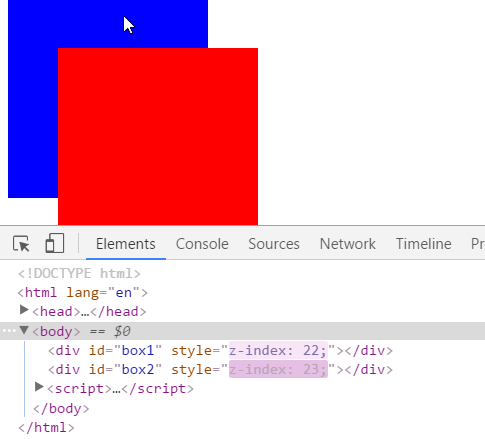 Elements Console Sources Network Timeline Pr
<!DOCTYPE html>
<html lang="en">
<head>…</head>
<body> == $0
<div id="box1" style="z-index: 22;"></div>
<div id="box2" style="z-index: 23;"></div>
<script>…</script>
</body>
</html>